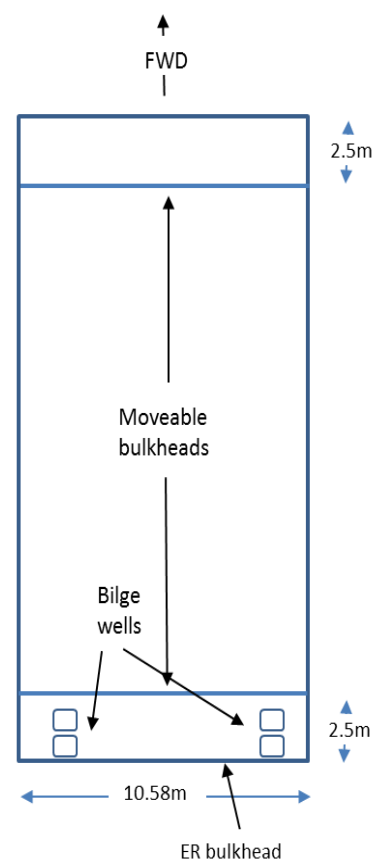 FWD
2.5m
Moveable
bulkheads
Bilge
wells
2.5m
10.58m
ER bulkhead